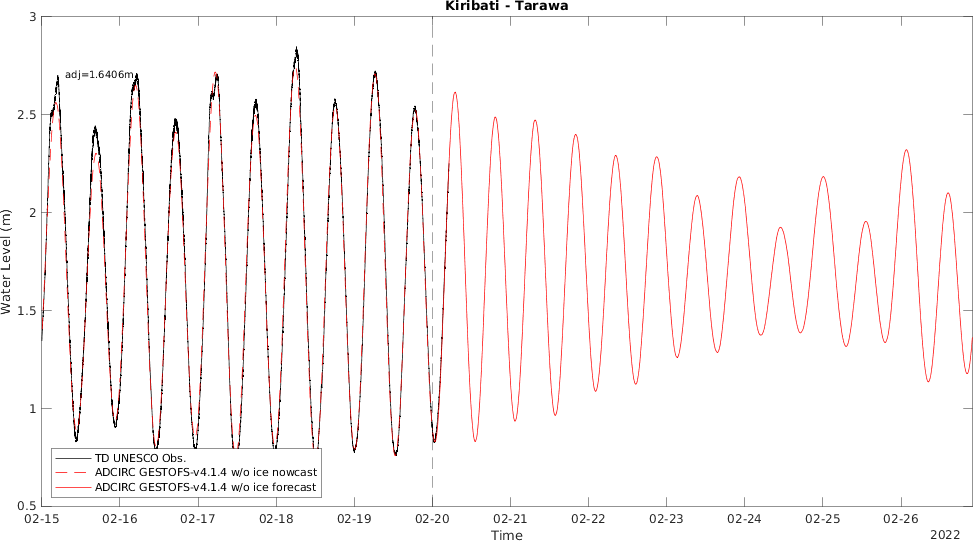 Kiribati - Tarawa
adj=1.6406m
Water Level (m)
3
2.5
2
1.5
1
0.5
TD UNESCO Obs.
ADCIRC GESTOFS-v4.1.4 w/o ice nowcast
ADCIRC GESTOFS-v4.1.4 w/o ice forecast
02-15 02-16 02-17 02-18 02-19 02-20 02-21 02-22 02-23 02-24 02-25 02-26
Time
2022